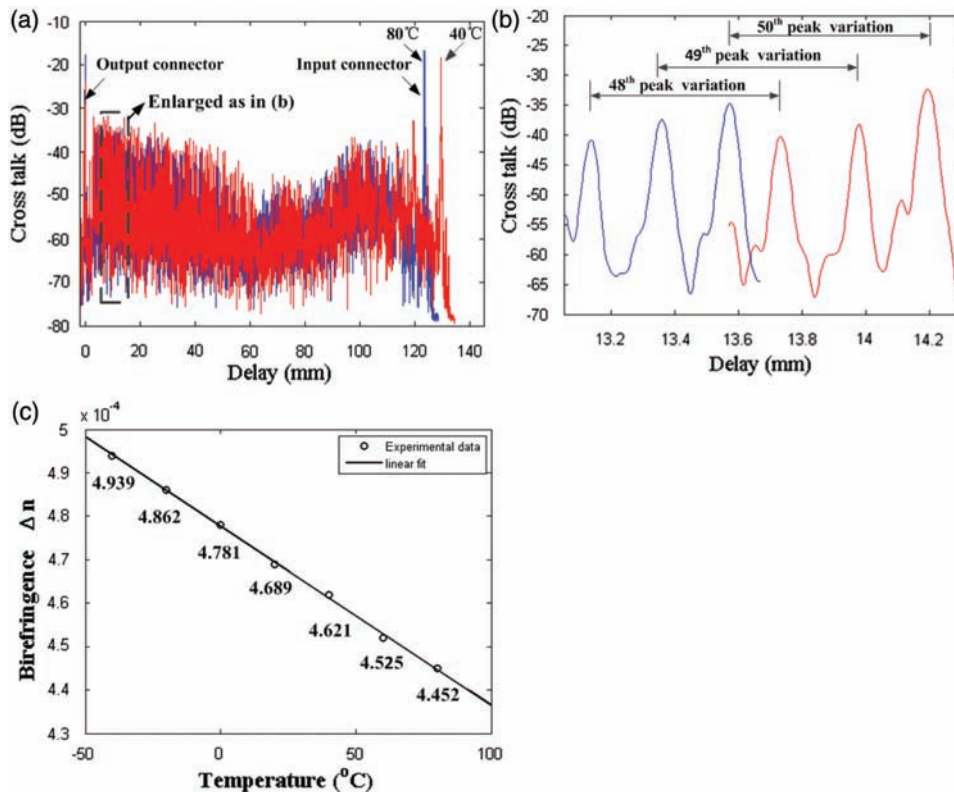 (a)
-10
-20
-30
-40
-50
-60
-70
-80
Cross talk (dB)
80℃
40℃
Output connector
Input connector
Enlarged as in (b)
0 20 40 60 80 100 120 140
Delay (mm)
(b)
-20
-25
-30
-35
-40
-45
-50
-55
-60
-65
-70
Cross talk (dB)
50th peak variation
49th peak variation
48th peak variation
13.2 13.4 13.6 13.8 14 14.2
Delay (mm)
(c)
x 10-4
5
4.9
4.8
4.7
4.6
4.5
4.4
4.3
Birefringence Δ n
Experimental data
linear fit
4.939
4.862
4.781
4.689
4.621
4.525
4.452
-50 0 50 100
Temperature (oC)